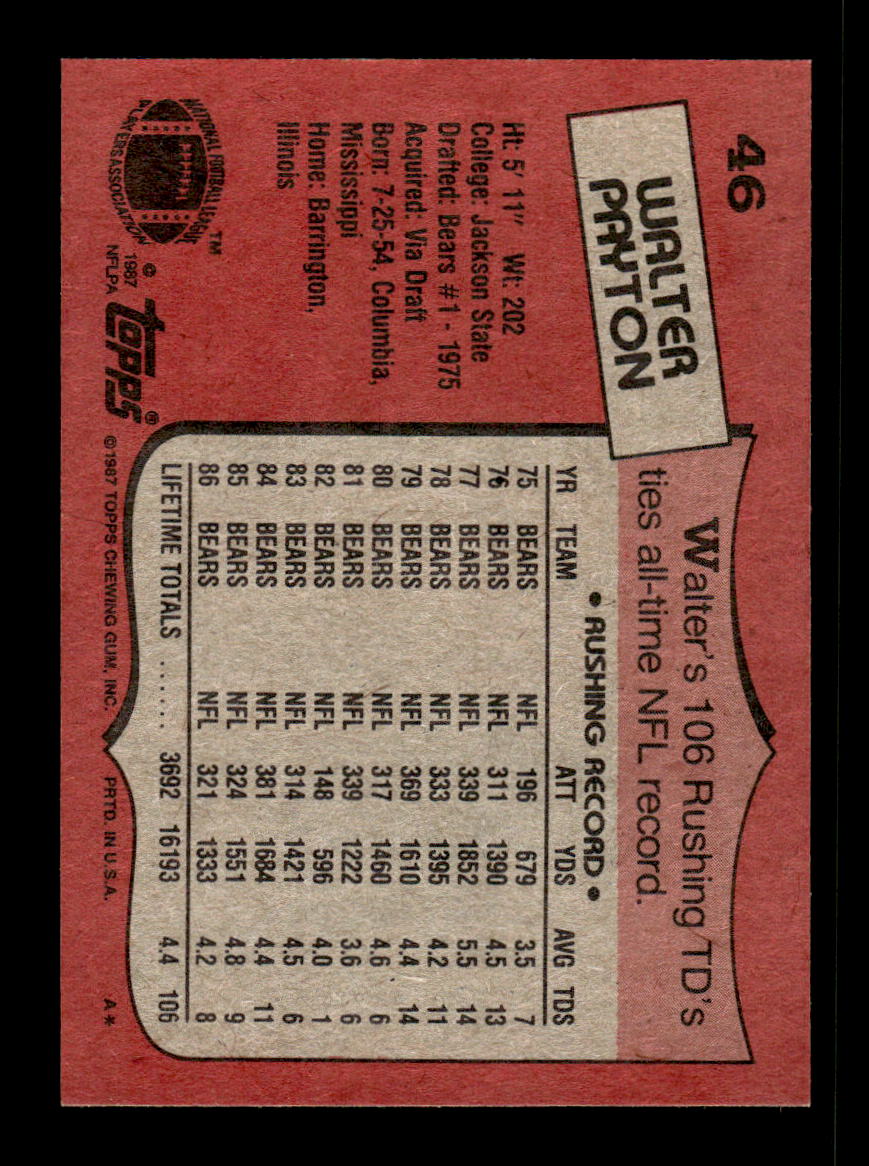 46
WALTER
PAYTON
Walter's 106 Rushing TD's
ties all-time NFL record.
Ht: 5' 11" Wt: 202
College: Jackson State
Drafted: Bears #1 - 1975
Acquired: Via Draft
Born: 7-25-54, Columbia,
Mississippi
Home: Barrington,
Illinois
• RUSHING RECORD •
YR TEAM ATT YDS AVG TDS
75 BEARS NFL 196 679 3.5 7
76 BEARS NFL 311 1390 4.5 13
77 BEARS NFL 339 1852 5.5 14
78 BEARS NFL 333 1395 4.2 11
79 BEARS NFL 369 1610 4.4 14
80 BEARS NFL 317 1460 4.6 6
81 BEARS NFL 339 1222 3.6 6
82 BEARS NFL 148 596 4.0 1
83 BEARS NFL 314 1421 4.5 6
84 BEARS NFL 381 1684 4.4 11
85 BEARS NFL 324 1551 4.8 9
86 BEARS NFL 321 1333 4.2 8
LIFETIME TOTALS ...... 3692 16193 4.4 106
NATIONAL FOOTBALL LEAGUE
PLAYERS ASSOCIATION
™
©
1987
NFLPA
topps®
©1987 TOPPS CHEWING GUM, INC. PRTD. IN U.S.A. A*